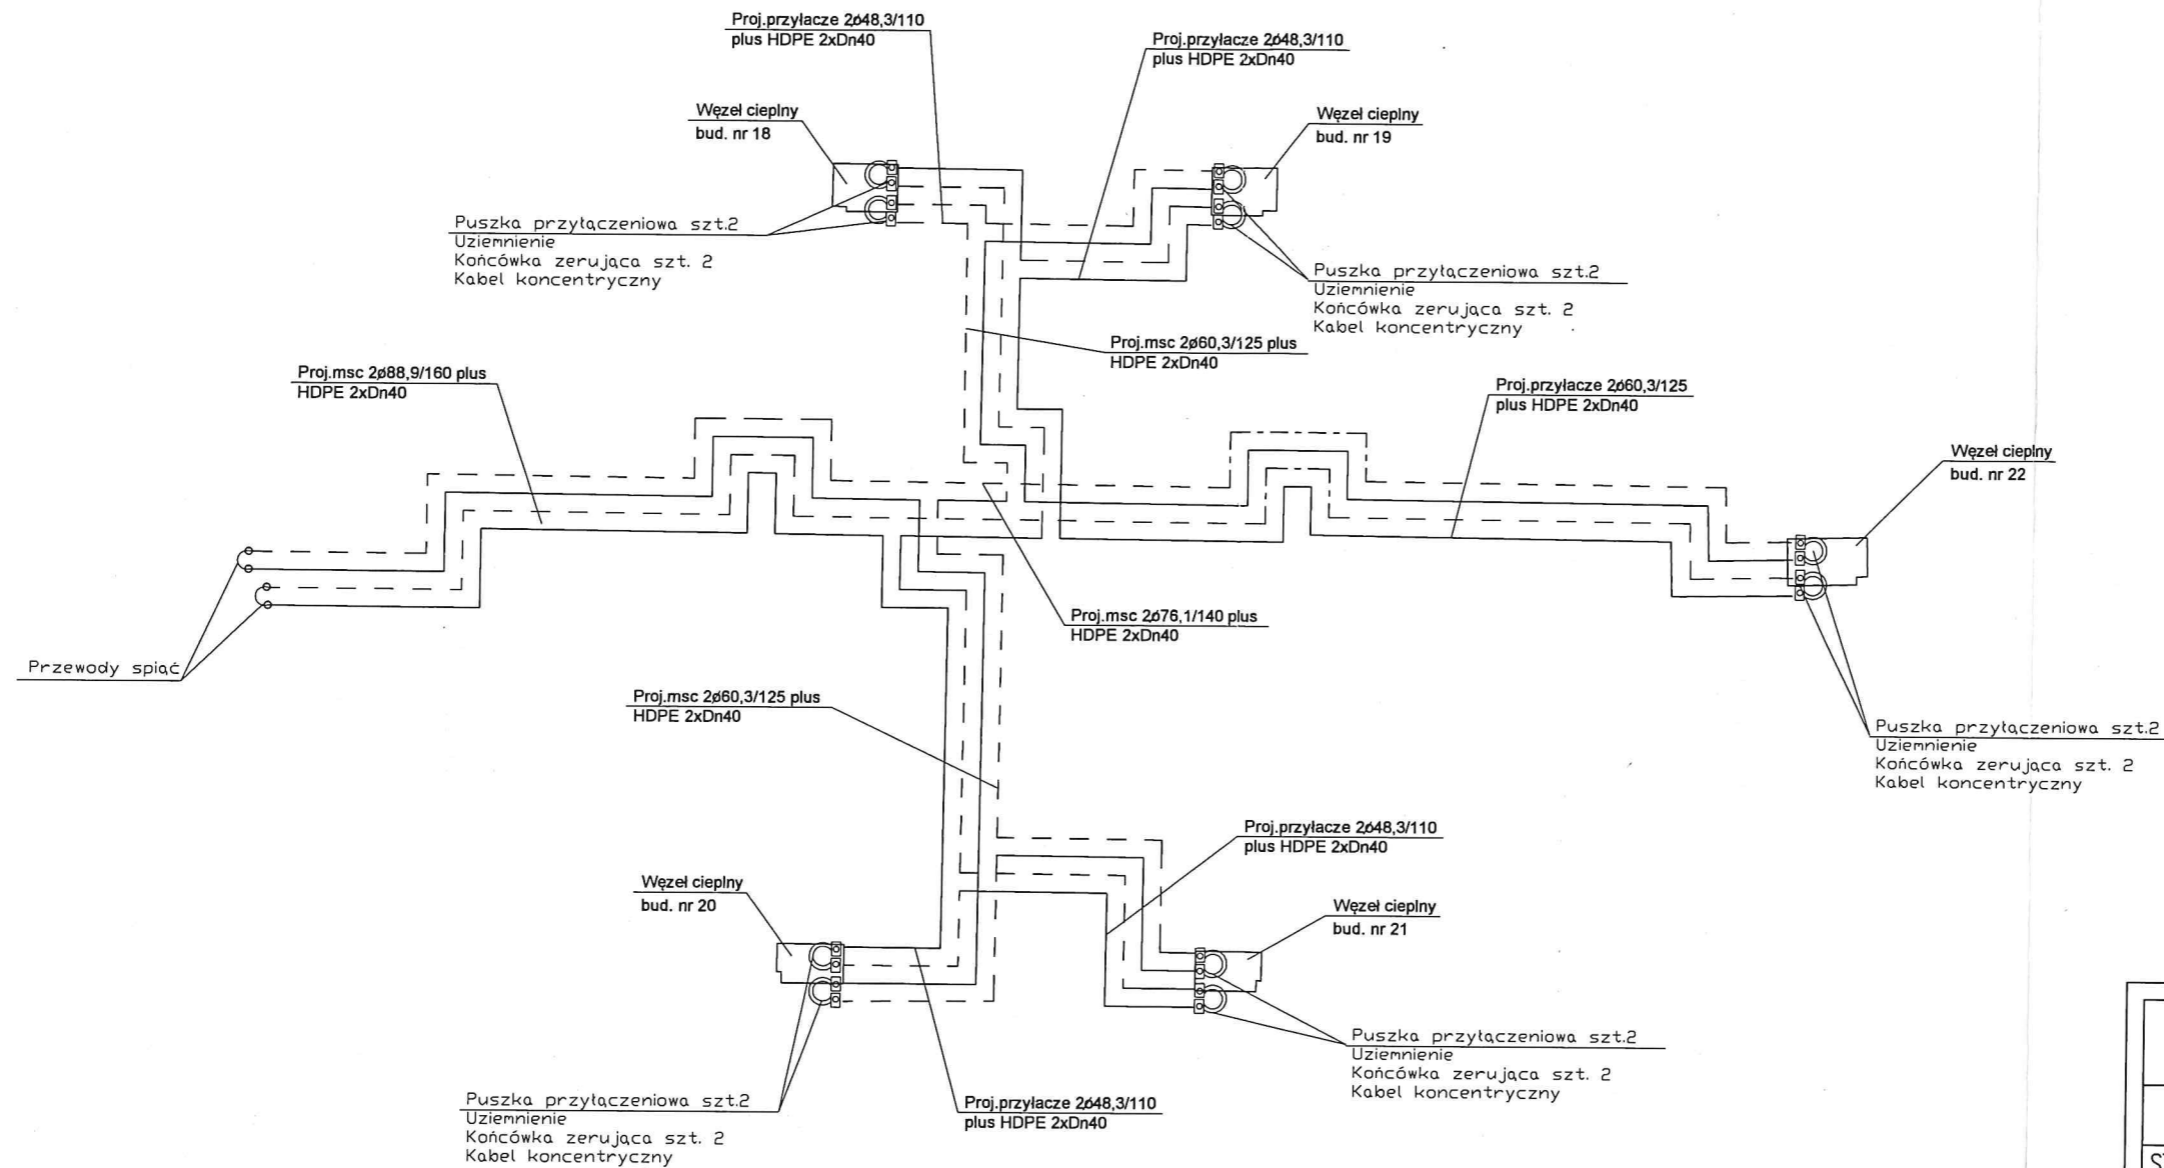 Proj.przyłacze 2ø48,3/110
plus HDPE 2xDn40
Proj.przyłacze 2ø48,3/110
plus HDPE 2xDn40
Węzeł cieplny
bud. nr 18
Węzeł cieplny
bud. nr 19
Puszka przyłączeniowa szt.2
Uziemnienie
Końcówka zerująca szt. 2
Kabel koncentryczny
Puszka przyłączeniowa szt.2
Uziemnienie
Końcówka zerująca szt. 2
Kabel koncentryczny
Proj.msc 2ø60,3/125 plus
HDPE 2xDn40
Proj.msc 2ø88,9/160 plus
HDPE 2xDn40
Proj.przyłacze 2ø60,3/125
plus HDPE 2xDn40
Węzeł cieplny
bud. nr 22
Proj.msc 2ø76,1/140 plus
HDPE 2xDn40
Przewody spiąć
Proj.msc 2ø60,3/125 plus
HDPE 2xDn40
Puszka przyłączeniowa szt.2
Uziemnienie
Końcówka zerująca szt. 2
Kabel koncentryczny
Proj.przyłacze 2ø48,3/110
plus HDPE 2xDn40
Węzeł cieplny
bud. nr 20
Węzeł cieplny
bud. nr 21
Puszka przyłączeniowa szt.2
Uziemnienie
Końcówka zerująca szt. 2
Kabel koncentryczny
Puszka przyłączeniowa szt.2
Uziemnienie
Końcówka zerująca szt. 2
Kabel koncentryczny
Proj.przyłacze 2ø48,3/110
plus HDPE 2xDn40